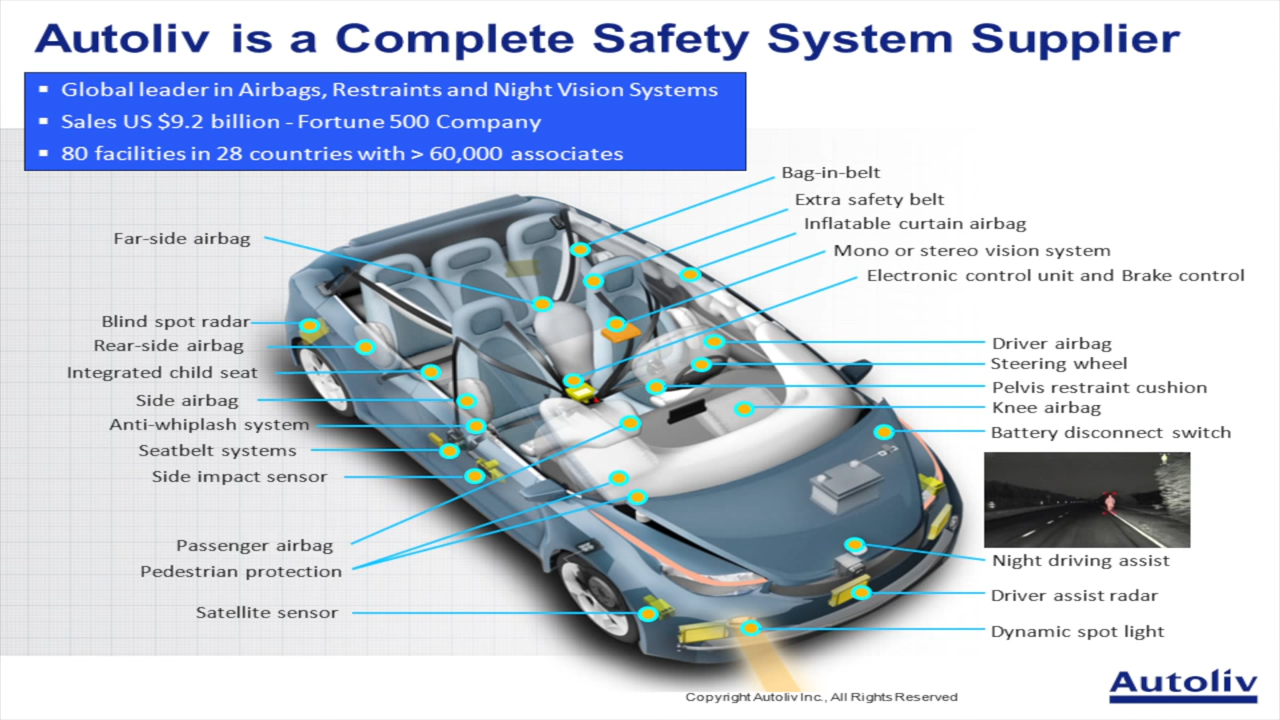 Autoliv is a Complete Safety System Supplier
▪ Global leader in Airbags, Restraints and Night Vision Systems
▪ Sales US $9.2 billion - Fortune 500 Company
▪ 80 facilities in 28 countries with > 60,000 associates
Bag-in-belt
Extra safety belt
Inflatable curtain airbag
Mono or stereo vision system
Electronic control unit and Brake control
Far-side airbag
Blind spot radar
Rear-side airbag
Integrated child seat
Side airbag
Anti-whiplash system
Seatbelt systems
Side impact sensor
Passenger airbag
Pedestrian protection
Satellite sensor
Driver airbag
Steering wheel
Pelvis restraint cushion
Knee airbag
Battery disconnect switch
Night driving assist
Driver assist radar
Dynamic spot light
Copyright Autoliv Inc., All Rights Reserved
Autoliv